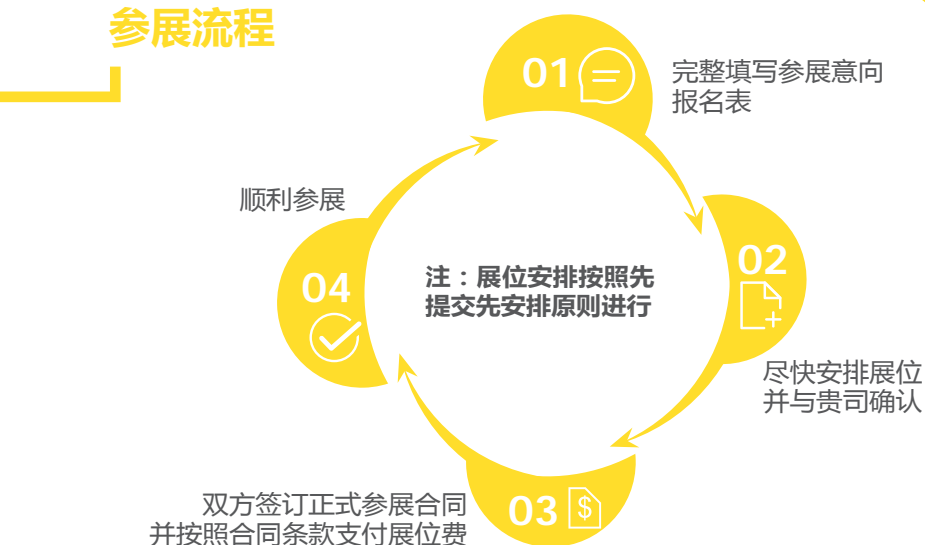 参展流程
01
完整填写参展意向
报名表
02
尽快安排展位
并与贵司确认
03
$
双方签订正式参展合同
并按照合同条款支付展位费
04
顺利参展
注：展位安排按照先
提交先安排原则进行